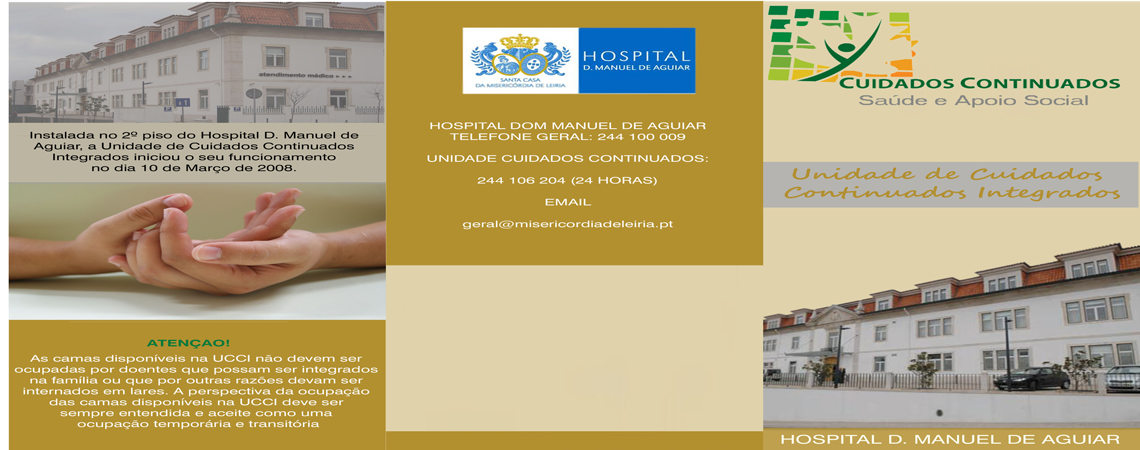 atendimento médico
Instalada no 2º piso do Hospital D. Manuel de
Aguiar, a Unidade de Cuidados Continuados
Integrados iniciou o seu funcionamento
no dia 10 de Março de 2008.
ATENÇAO!
As camas disponíveis na UCCI não devem ser
ocupadas por doentes que possam ser integrados
na família ou que por outras razões devam ser
internados em lares. A perspectiva da ocupação
das camas disponíveis na UCCI deve ser
sempre entendida e aceite como uma
ocupação temporária e transitória
SANTA CASA
DA MISERICÓRDIA DE LEIRIA
HOSPITAL
D. MANUEL DE AGUIAR
HOSPITAL DOM MANUEL DE AGUIAR
TELEFONE GERAL: 244 100 009
UNIDADE CUIDADOS CONTINUADOS:
244 106 204 (24 HORAS)
EMAIL
geral@misericordiadeleiria.pt
CUIDADOS CONTINUADOS
Saúde e Apoio Social
Unidade de Cuidados
Continuados Integrados
HOSPITAL D. MANUEL DE AGUIAR